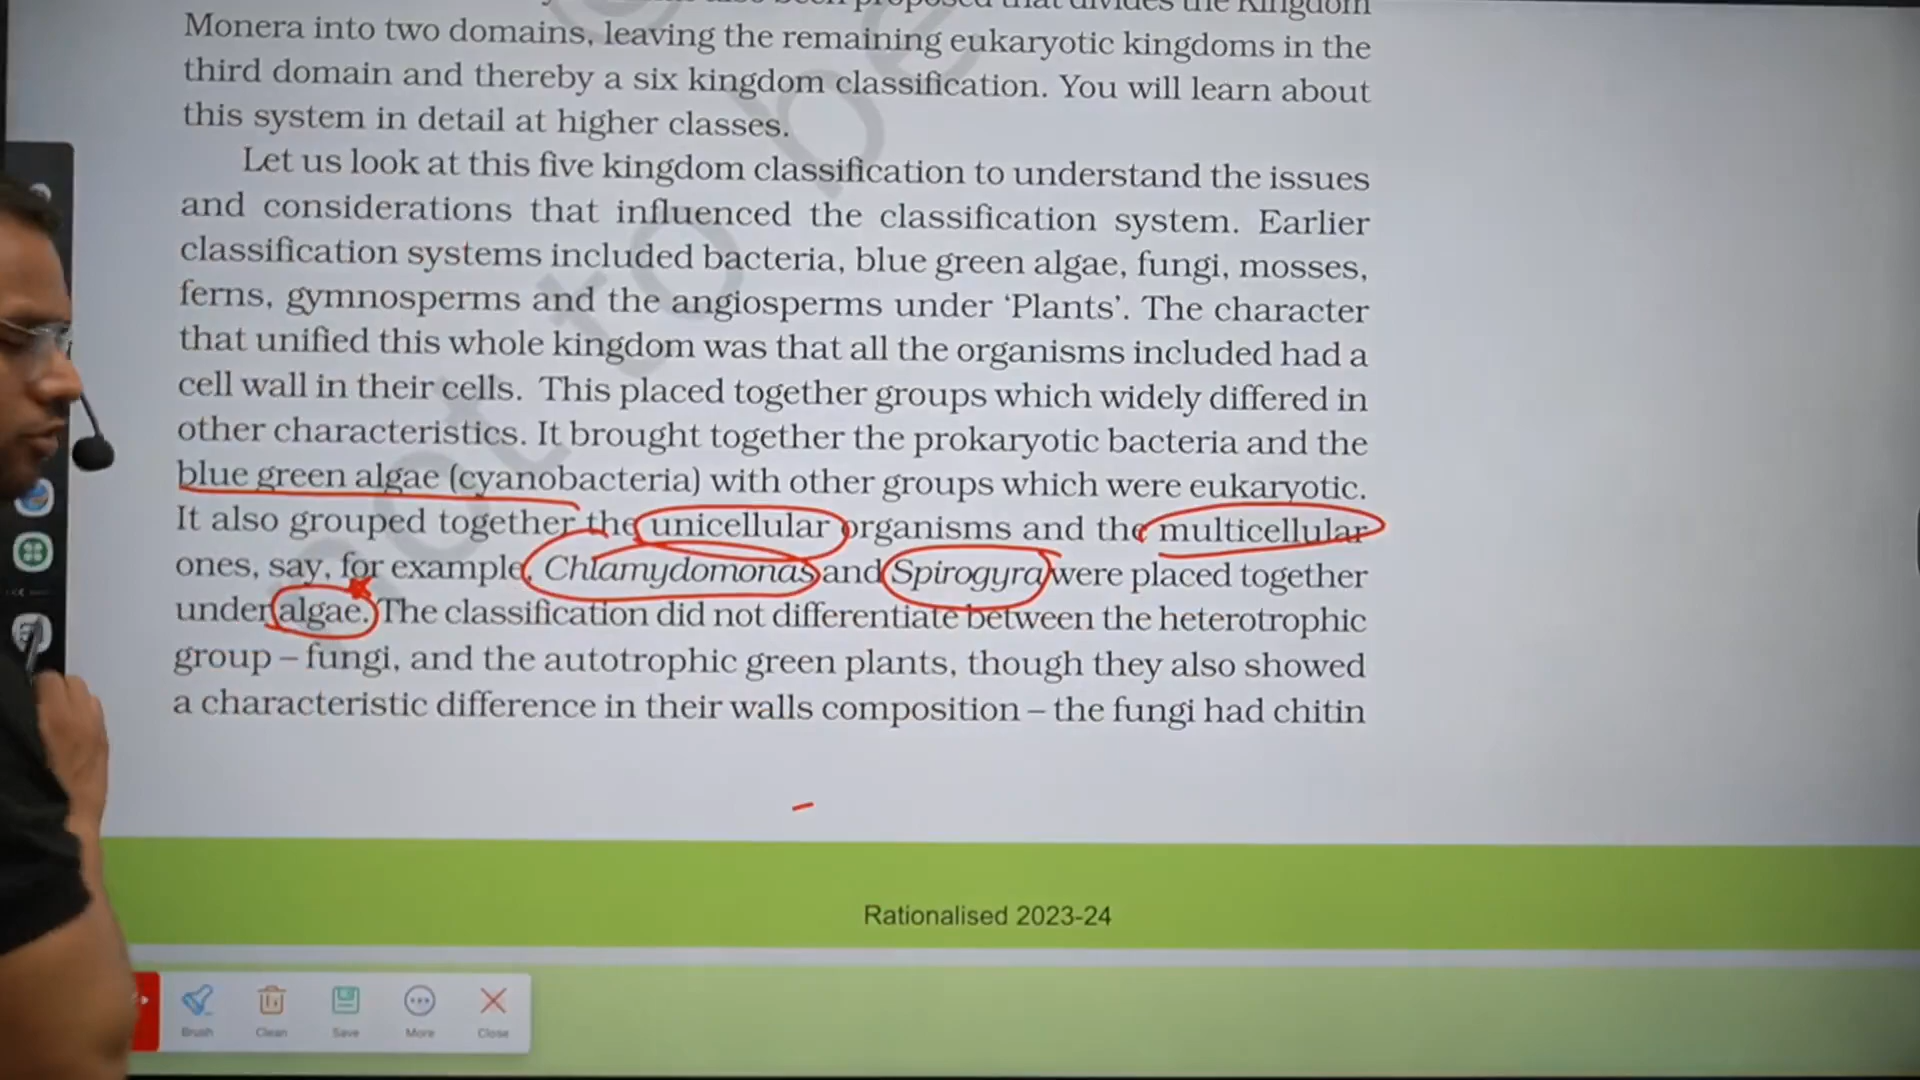 been proposed that divides the Kingdom
Monera into two domains, leaving the remaining eukaryotic kingdoms in the
third domain and thereby a six kingdom classification. You will learn about
this system in detail at higher classes.
Let us look at this five kingdom classification to understand the issues
and considerations that influenced the classification system. Earlier
classification systems included bacteria, blue green algae, fungi, mosses,
ferns, gymnosperms and the angiosperms under ‘Plants’. The character
that unified this whole kingdom was that all the organisms included had a
cell wall in their cells. This placed together groups which widely differed in
other characteristics. It brought together the prokaryotic bacteria and the
blue green algae (cyanobacteria) with other groups which were eukaryotic.
It also grouped together the unicellular organisms and the multicellular
ones, say, for example, Chlamydomonas and Spirogyra were placed together
under algae. The classification did not differentiate between the heterotrophic
group – fungi, and the autotrophic green plants, though they also showed
a characteristic difference in their walls composition – the fungi had chitin
not to be
Rationalised 2023-24
Brush Clean Save More Close